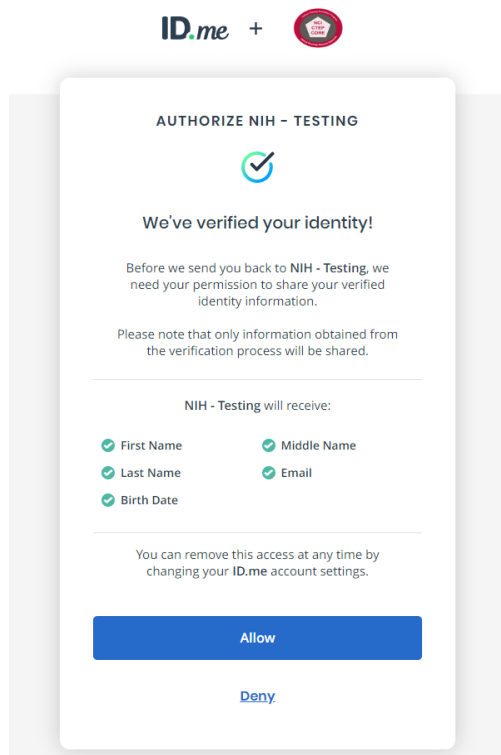 ID.me +
NCI
CTEP
CORE
AUTHORIZE NIH – TESTING
We've verified your identity!
Before we send you back to NIH - Testing, we
need your permission to share your verified
identity information.
Please note that only information obtained from
the verification process will be shared.
NIH - Testing will receive:
First Name
Middle Name
Last Name
Email
Birth Date
You can remove this access at any time by
changing your ID.me account settings.
Allow
Deny